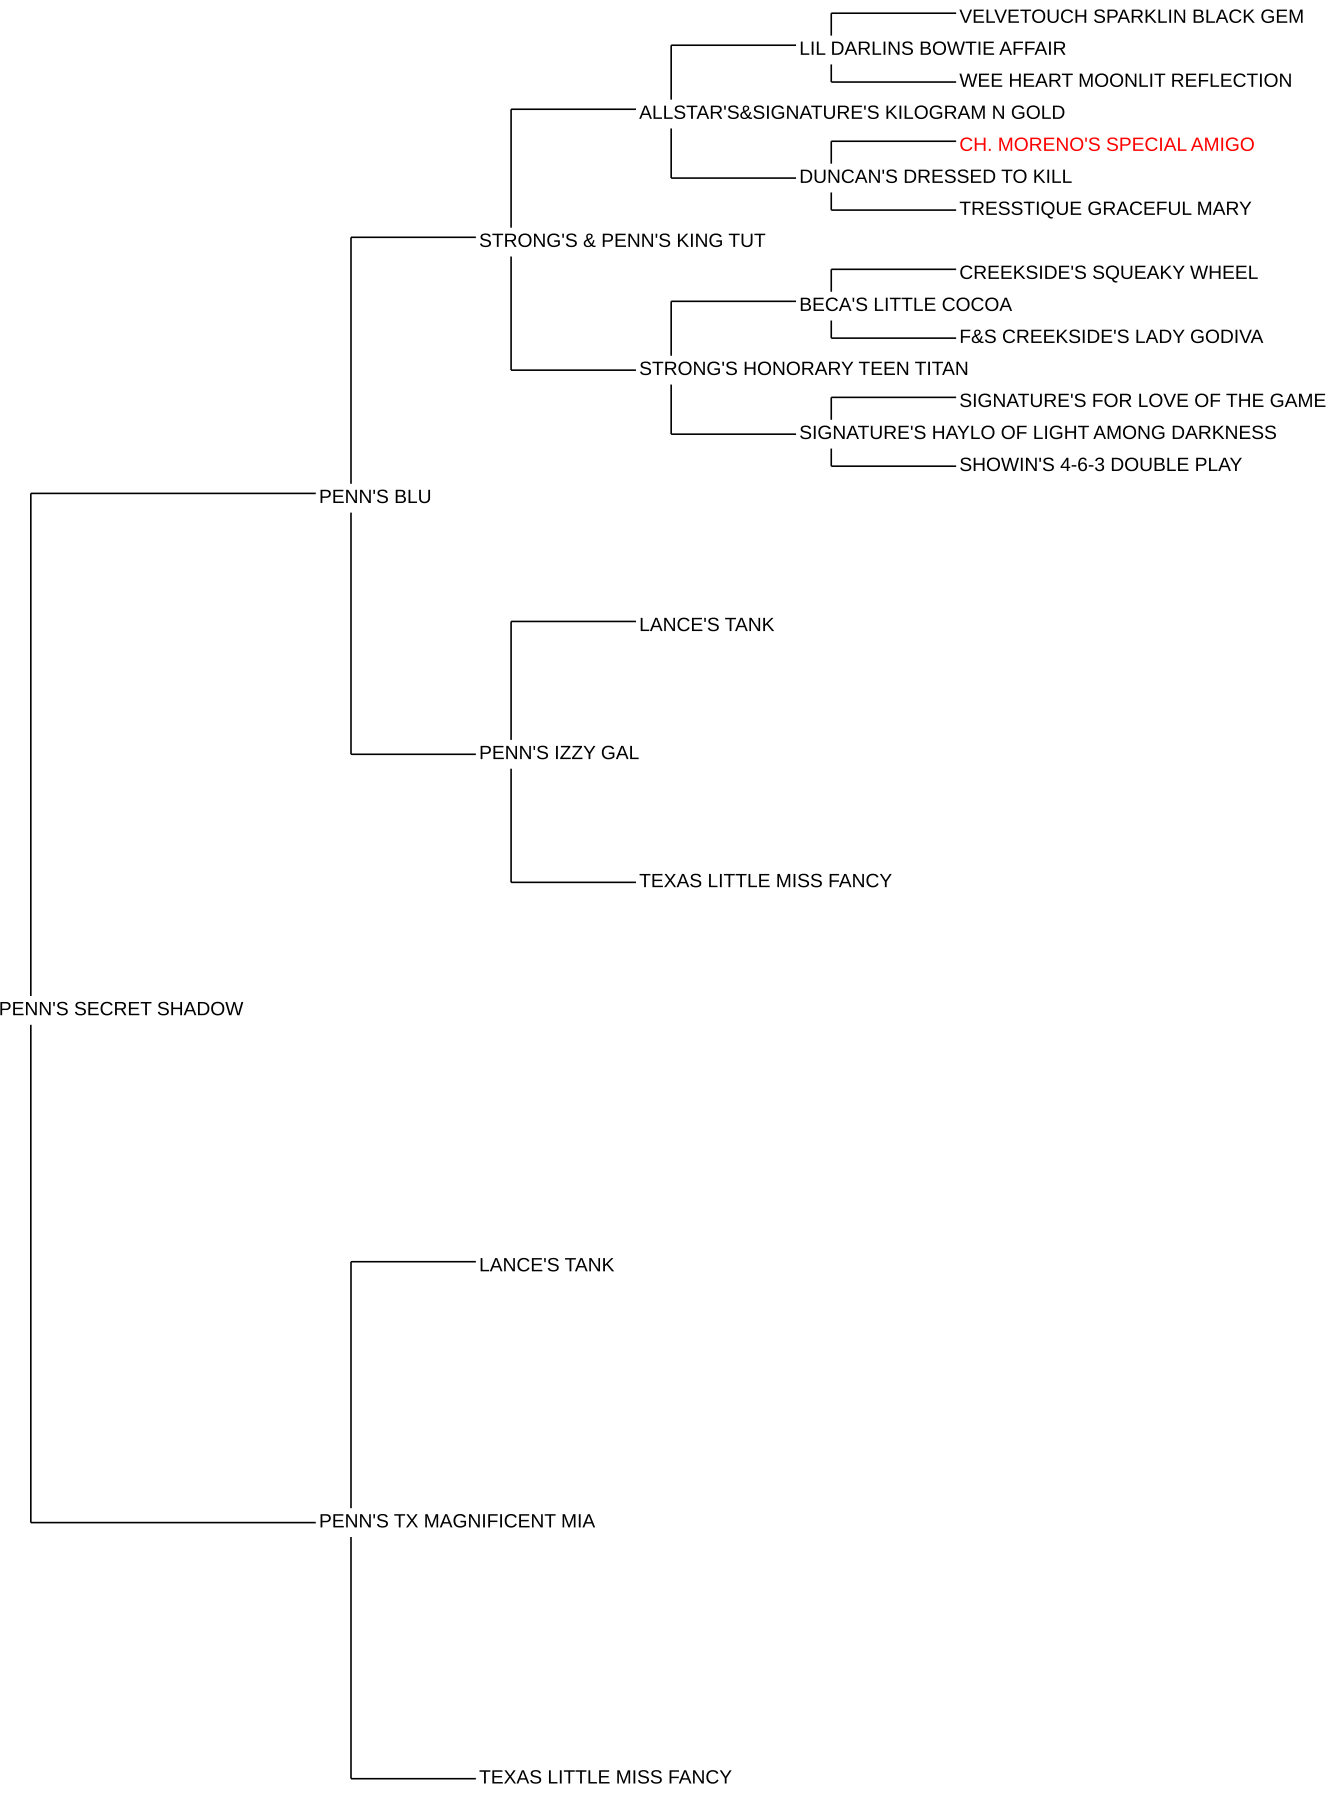 VELVETOUCH SPARKLIN BLACK GEM
LIL DARLINS BOWTIE AFFAIR
WEE HEART MOONLIT REFLECTION
ALLSTAR'S&SIGNATURE'S KILOGRAM N GOLD
CH. MORENO'S SPECIAL AMIGO
DUNCAN'S DRESSED TO KILL
TRESSTIQUE GRACEFUL MARY
STRONG'S & PENN'S KING TUT
CREEKSIDE'S SQUEAKY WHEEL
BECA'S LITTLE COCOA
F&S CREEKSIDE'S LADY GODIVA
STRONG'S HONORARY TEEN TITAN
SIGNATURE'S FOR LOVE OF THE GAME
SIGNATURE'S HAYLO OF LIGHT AMONG DARKNESS
SHOWIN'S 4-6-3 DOUBLE PLAY
PENN'S BLU
LANCE'S TANK
PENN'S IZZY GAL
TEXAS LITTLE MISS FANCY
PENN'S SECRET SHADOW
LANCE'S TANK
PENN'S TX MAGNIFICENT MIA
TEXAS LITTLE MISS FANCY